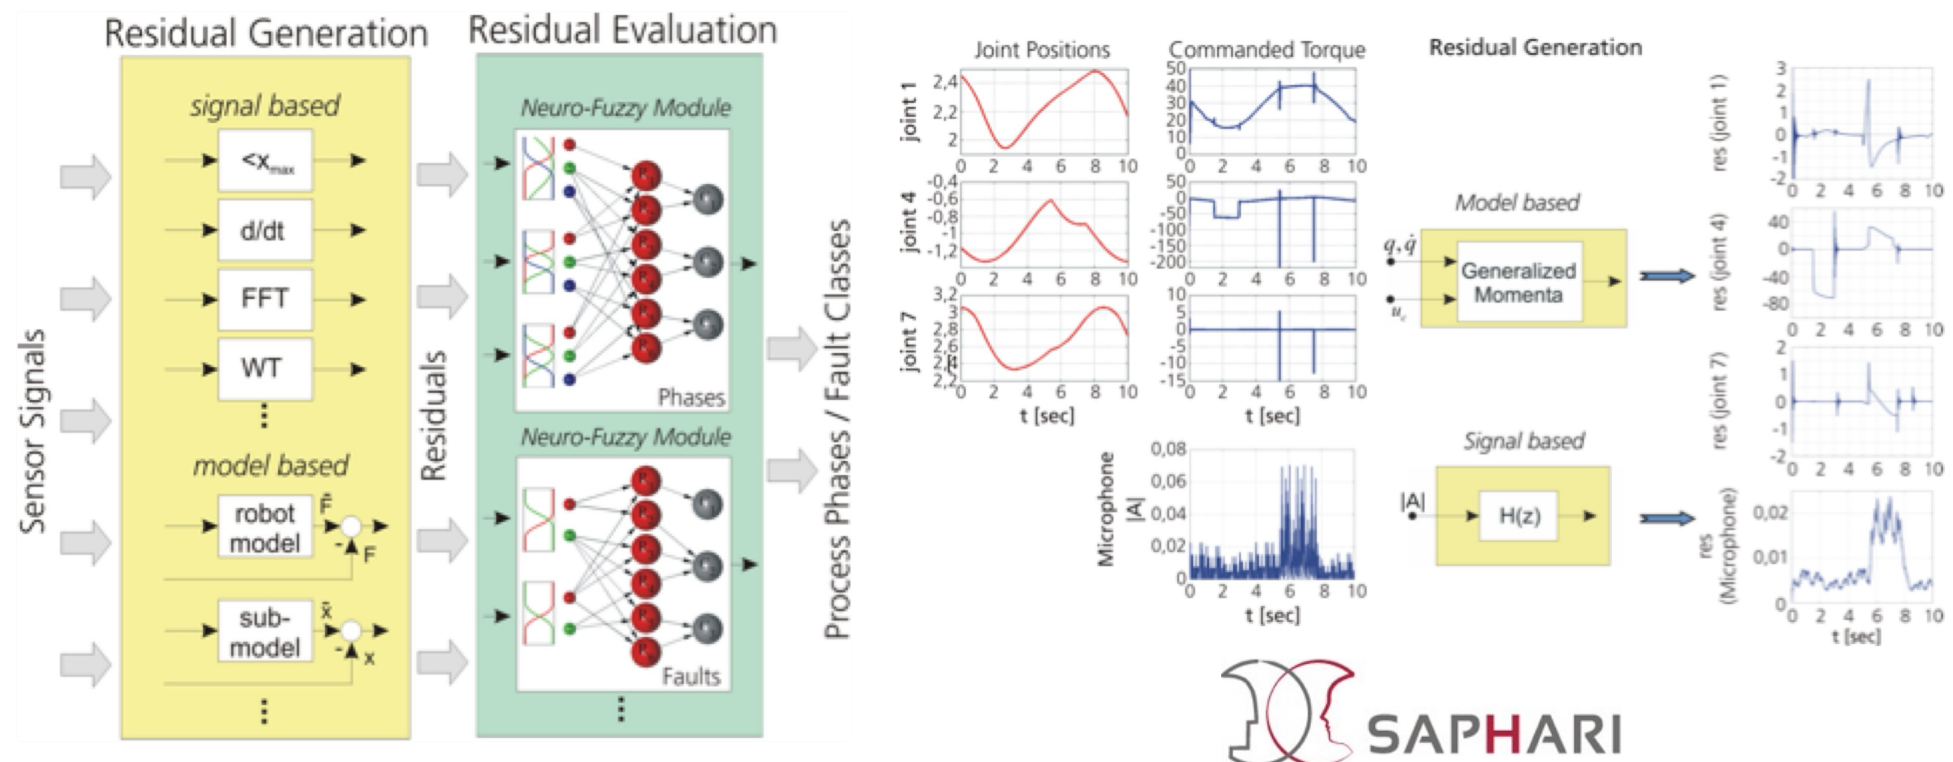 Residual Generation
Residual Evaluation
signal based
<x_max
d/dt
FFT
WT
model based
robot
model
F̂
F
-
sub-
model
x̂
x
-
Sensor Signals
Residuals
Neuro-Fuzzy Module
Phases
Neuro-Fuzzy Module
Faults
Process Phases / Fault Classes
Joint Positions
Commanded Torque
Residual Generation
joint 1
2,4
2,2
2
0 2 4 6 8 10
50
40
30
20
10
0
0 2 4 6 8 10
joint 4
-0,4
-0,6
-0,8
-1
-1,2
0 2 4 6 8 10
50
0
-50
-100
-150
-200
0 2 4 6 8 10
joint 7
3,2
3
2,8
2,6
2,4
2,2
0 2 4 6 8 10
t [sec]
10
5
0
-5
-10
-15
0 2 4 6 8 10
t [sec]
Microphone
|A|
0,08
0,06
0,04
0,02
0
0 2 4 6 8 10
t [sec]
Model based
q, q̇
u_c
Generalized
Momenta
Signal based
|A|
H(z)
res (joint 1)
3
2
1
0
-1
-2
0 2 4 6 8 10
res (joint 4)
40
0
-40
-80
0 2 4 6 8 10
res (joint 7)
2
1
0
-1
-2
0 2 4 6 8 10
res
(Microphone)
0,02
0,01
0
0 2 4 6 8 10
t [sec]
SAPHARI